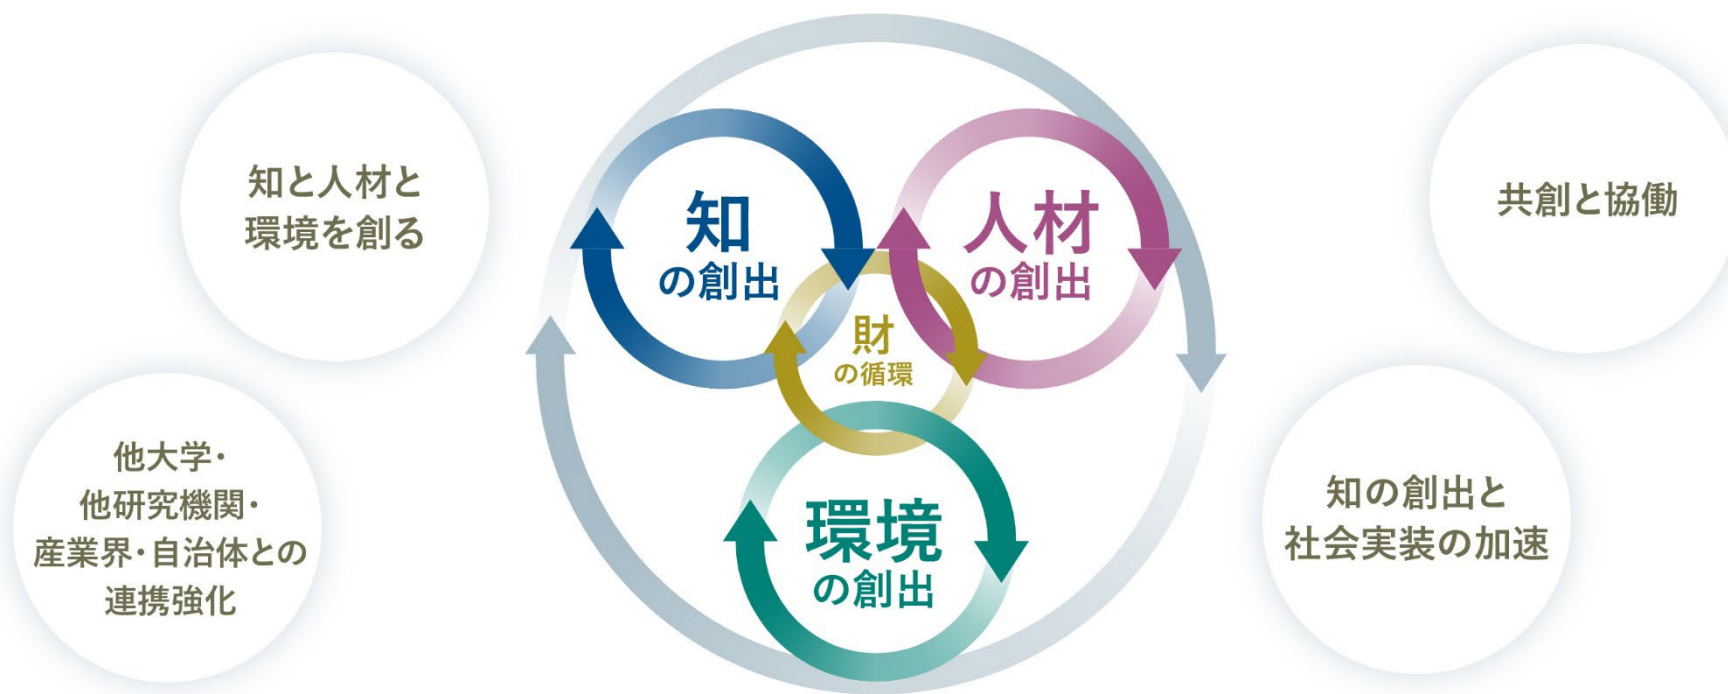 知と人材と
環境を創る
他大学・
他研究機関・
産業界・自治体との
連携強化
知
の創出
人材
の創出
財
の循環
環境
の創出
共創と協働
知の創出と
社会実装の加速